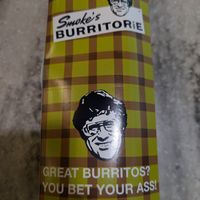 Smoke's
BURRITORiE
GREAT BURRITOS?
YOU BET YOUR ASS!